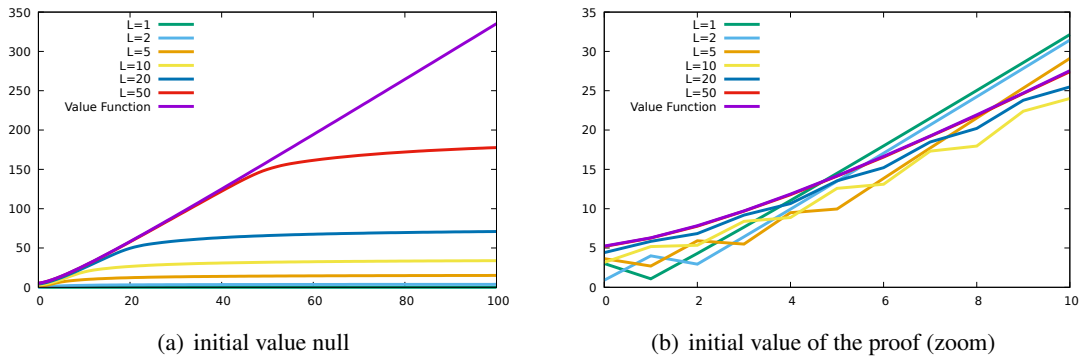 350
300
250
200
150
100
50
0
0 20 40 60 80 100
L=1
L=2
L=5
L=10
L=20
L=50
Value Function
(a) initial value null
35
30
25
20
15
10
5
0
0 2 4 6 8 10
L=1
L=2
L=5
L=10
L=20
L=50
Value Function
(b) initial value of the proof (zoom)